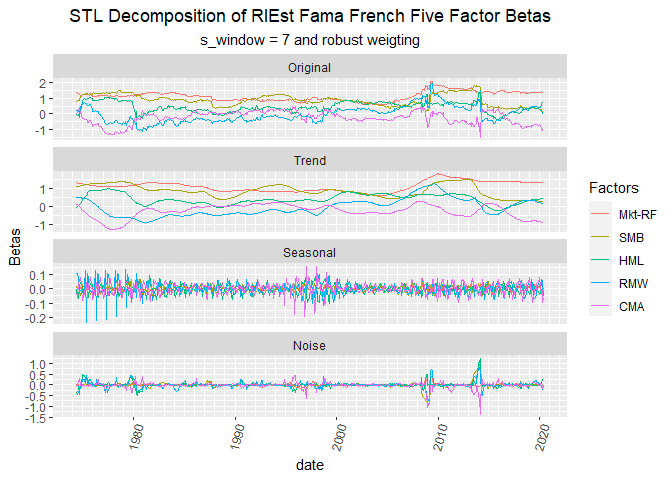 STL Decomposition of RlEst Fama French Five Factor Betas
s_window = 7 and robust weigting
Original
2
1
0
-1
Trend
1
0
-1
Seasonal
0.1
0.0
-0.1
-0.2
Noise
1.0
0.5
0.0
-0.5
-1.0
-1.5
Betas
1980
1990
2000
2010
2020
date
Factors
Mkt-RF
SMB
HML
RMW
CMA